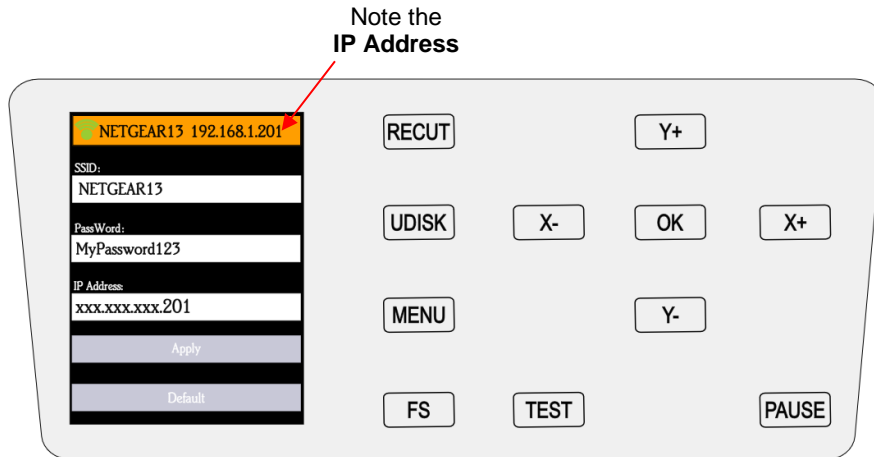 Note the
IP Address
NETGEAR13 192.168.1.201
SSID:
NETGEAR13
PassWord:
MyPassword123
IP Address:
xxx.xxx.xxx.201
Apply
Default
RECUT
Y+
UDISK
X-
OK
X+
MENU
Y-
FS
TEST
PAUSE